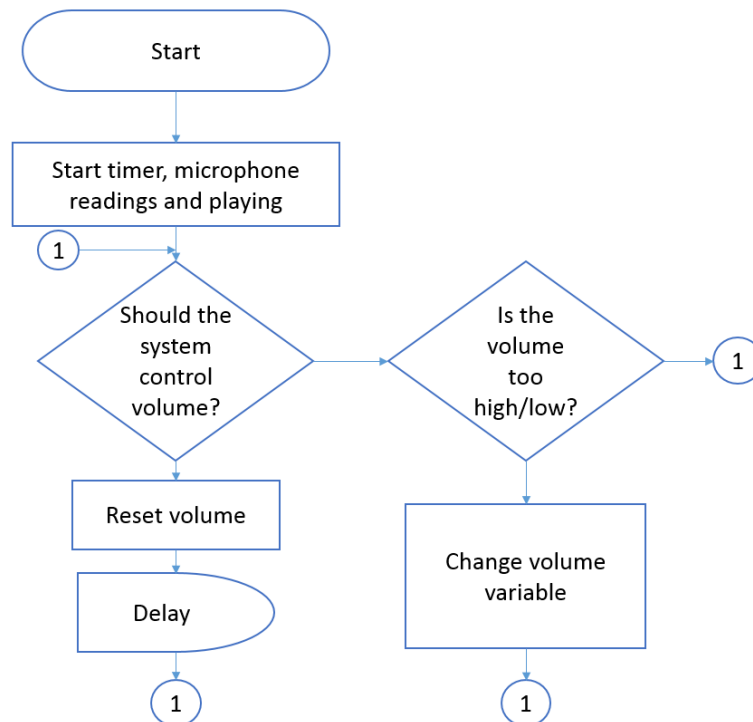 Start
Start timer, microphone
readings and playing
1
Should the
system
control
volume?
Is the
volume
too
high/low?
1
Reset volume
Change volume
variable
Delay
1
1